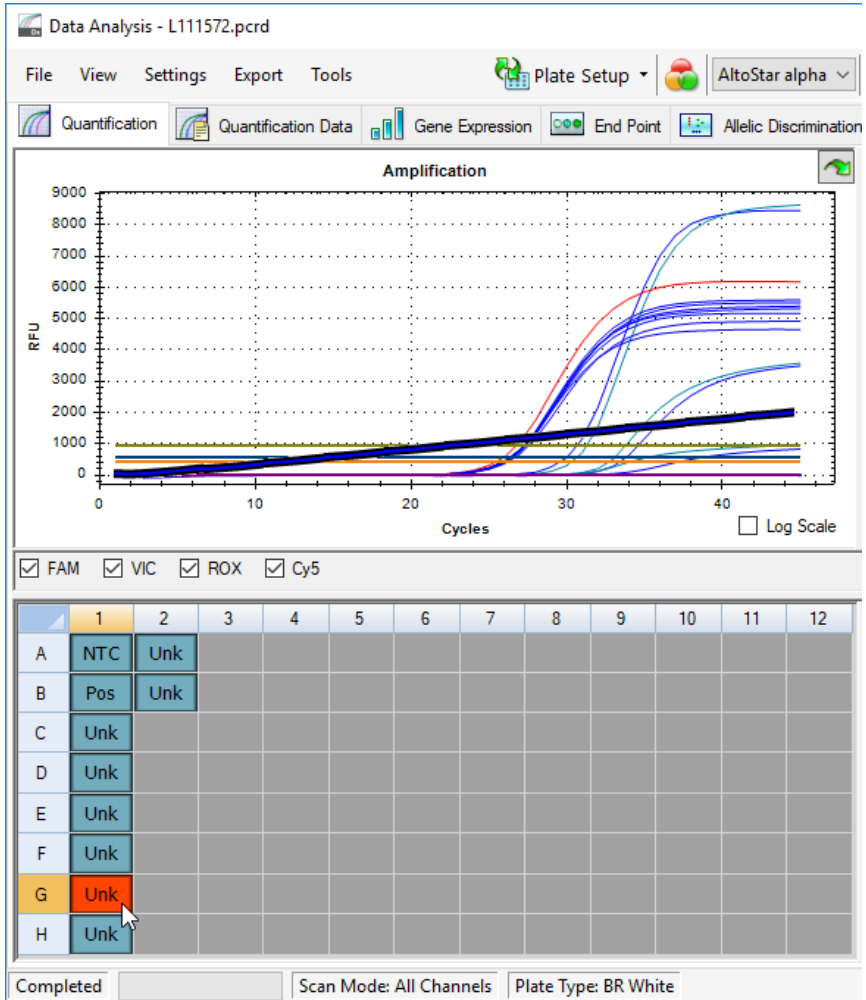 Data Analysis - L111572.pcrd
File View Settings Export Tools Plate Setup AltoStar alpha
Quantification Quantification Data Gene Expression End Point Allelic Discrimination
Amplification
9000
8000
7000
6000
5000
4000
3000
2000
1000
0
RFU
0 10 20 30 40
Cycles
Log Scale
FAM VIC ROX Cy5
1 2 3 4 5 6 7 8 9 10 11 12
A NTC Unk
B Pos Unk
C Unk
D Unk
E Unk
F Unk
G Unk
H Unk
Completed Scan Mode: All Channels Plate Type: BR White